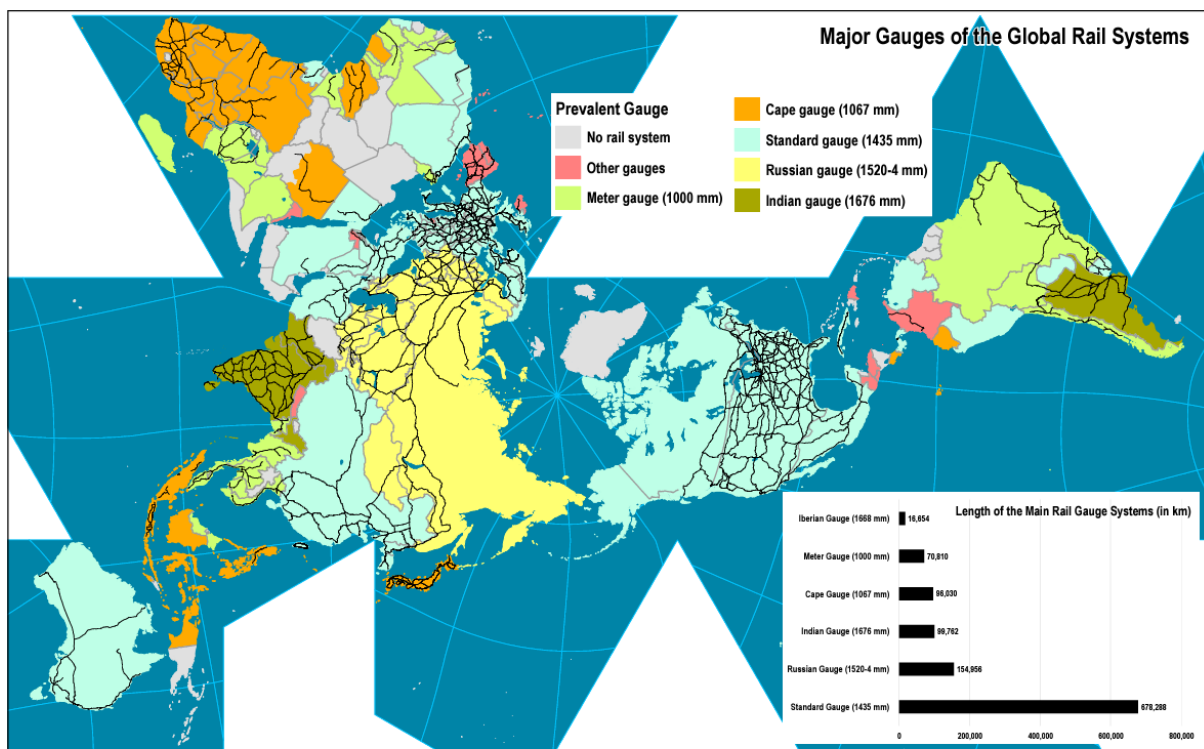 Major Gauges of the Global Rail Systems
Prevalent Gauge
No rail system
Other gauges
Meter gauge (1000 mm)
Cape gauge (1067 mm)
Standard gauge (1435 mm)
Russian gauge (1520-4 mm)
Indian gauge (1676 mm)
Length of the Main Rail Gauge Systems (in km)
Iberian Gauge (1668 mm) 16,654
Meter Gauge (1000 mm) 70,810
Cape Gauge (1067 mm) 96,030
Indian Gauge (1676 mm) 99,762
Russian Gauge (1520-4 mm) 154,956
Standard Gauge (1435 mm) 678,288
0 200,000 400,000 600,000 800,000